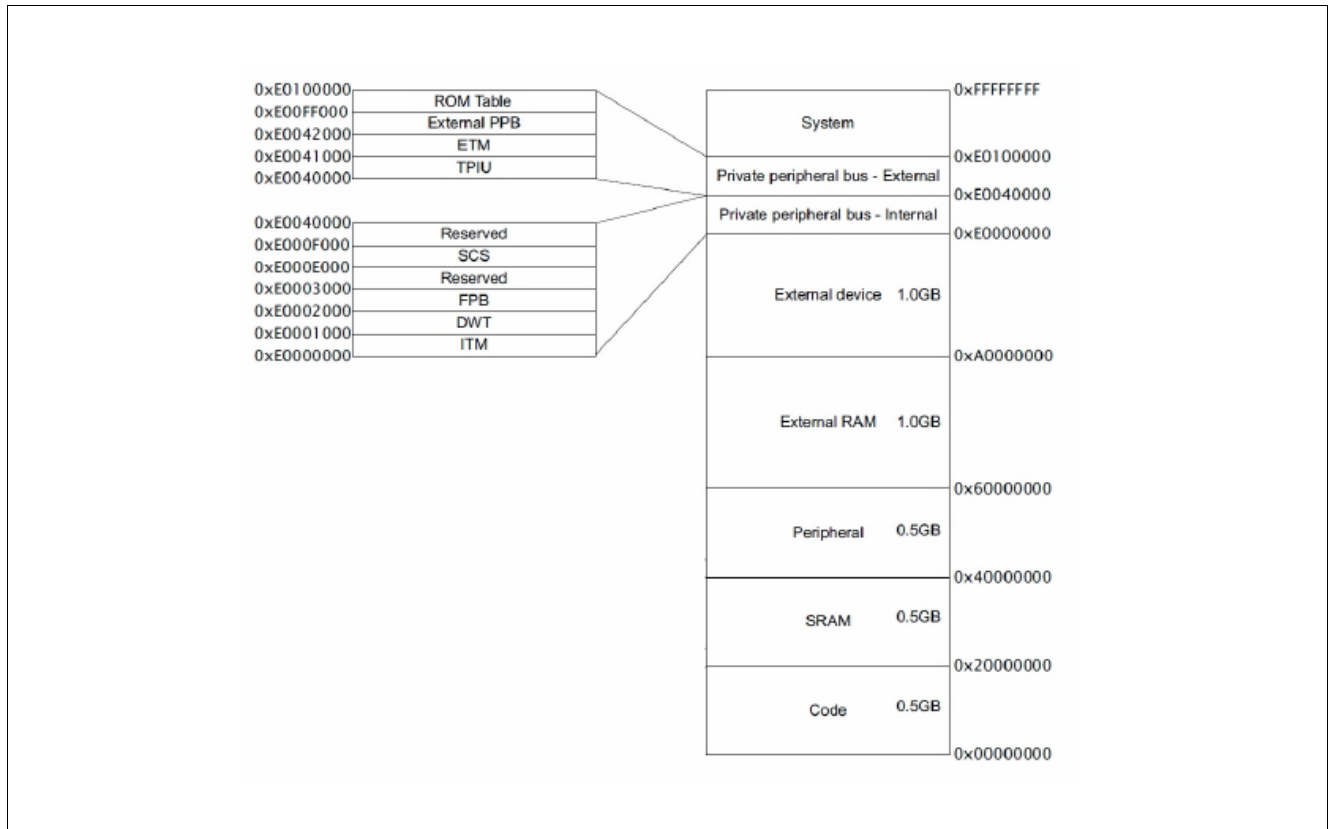 0xE0100000
ROM Table
0xE00FF000
External PPB
0xE0042000
ETM
0xE0041000
TPIU
0xE0040000
0xE0040000
Reserved
0xE000F000
SCS
0xE000E000
Reserved
0xE0003000
FPB
0xE0002000
DWT
0xE0001000
ITM
0xE0000000
0xFFFFFFFF
System
0xE0100000
Private peripheral bus - External
0xE0040000
Private peripheral bus - Internal
0xE0000000
External device 1.0GB
0xA0000000
External RAM 1.0GB
0x60000000
Peripheral 0.5GB
0x40000000
SRAM 0.5GB
0x20000000
Code 0.5GB
0x00000000